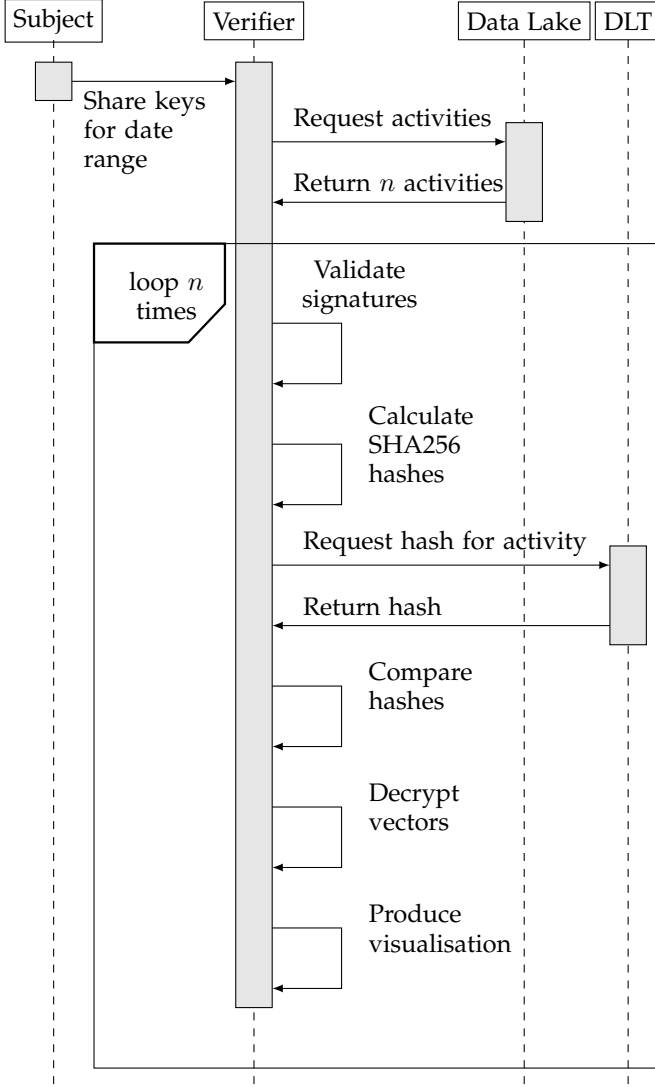 Subject
Verifier
Data Lake
DLT
Share keys
for date
range
Request activities
Return n activities
loop n
times
Validate
signatures
Calculate
SHA256
hashes
Request hash for activity
Return hash
Compare
hashes
Decrypt
vectors
Produce
visualisation